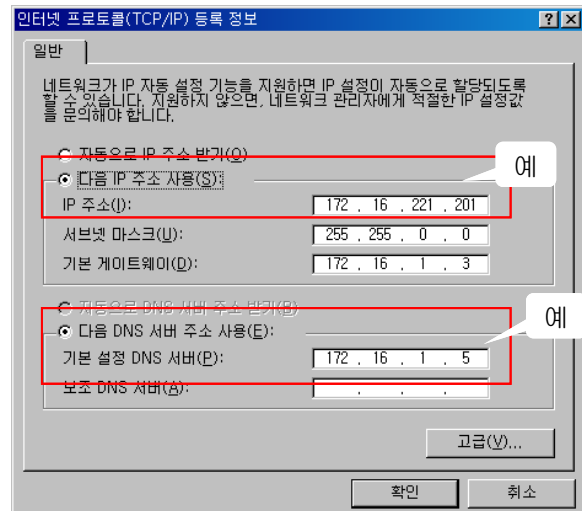 인터넷 프로토콜(TCP/IP) 등록 정보
일반
네트워크가 IP 자동 설정 기능을 지원하면 IP 설정이 자동으로 할당되도록
할 수 있습니다. 지원하지 않으면, 네트워크 관리자에게 적절한 IP 설정값
을 문의해야 합니다.
자동으로 IP 주소 받기(O)
예
다음 IP 주소 사용(S):
IP 주소(I): 172 . 16 . 221 . 201
서브넷 마스크(U): 255 . 255 . 0 . 0
기본 게이트웨이(D): 172 . 16 . 1 . 3
자동으로 DNS 서버 주소 받기(B)
예
다음 DNS 서버 주소 사용(E):
기본 설정 DNS 서버(P): 172 . 16 . 1 . 5
보조 DNS 서버(A): . . .
고급(V)...
확인 취소